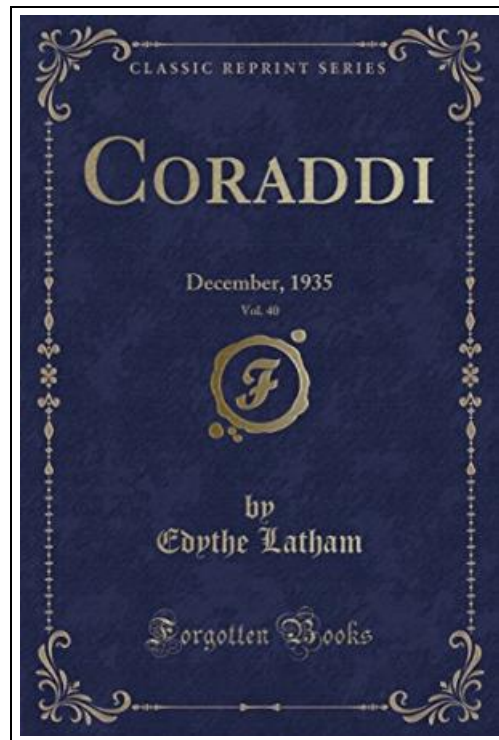 CLASSIC REPRINT SERIES
CORADDI
December, 1935
Vol. 40
F
by
Edythe Latham
Forgotten Books